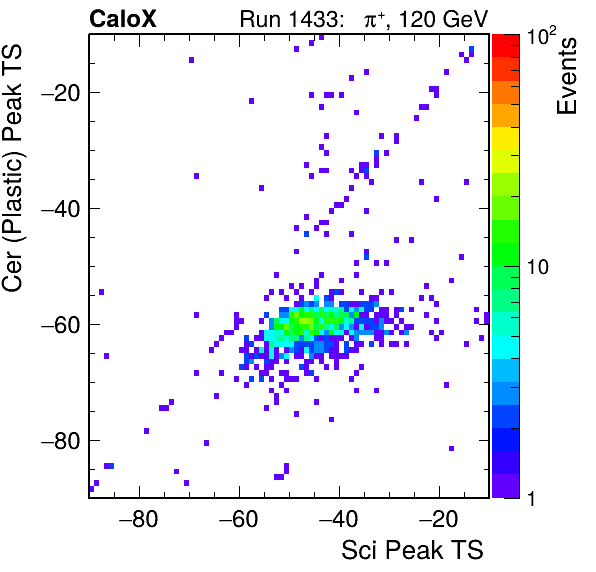 CaloX Run 1433: π⁺, 120 GeV
Cer (Plastic) Peak TS
−20
−40
−60
−80
−80 −60 −40 −20
Sci Peak TS
10²
10
1
Events